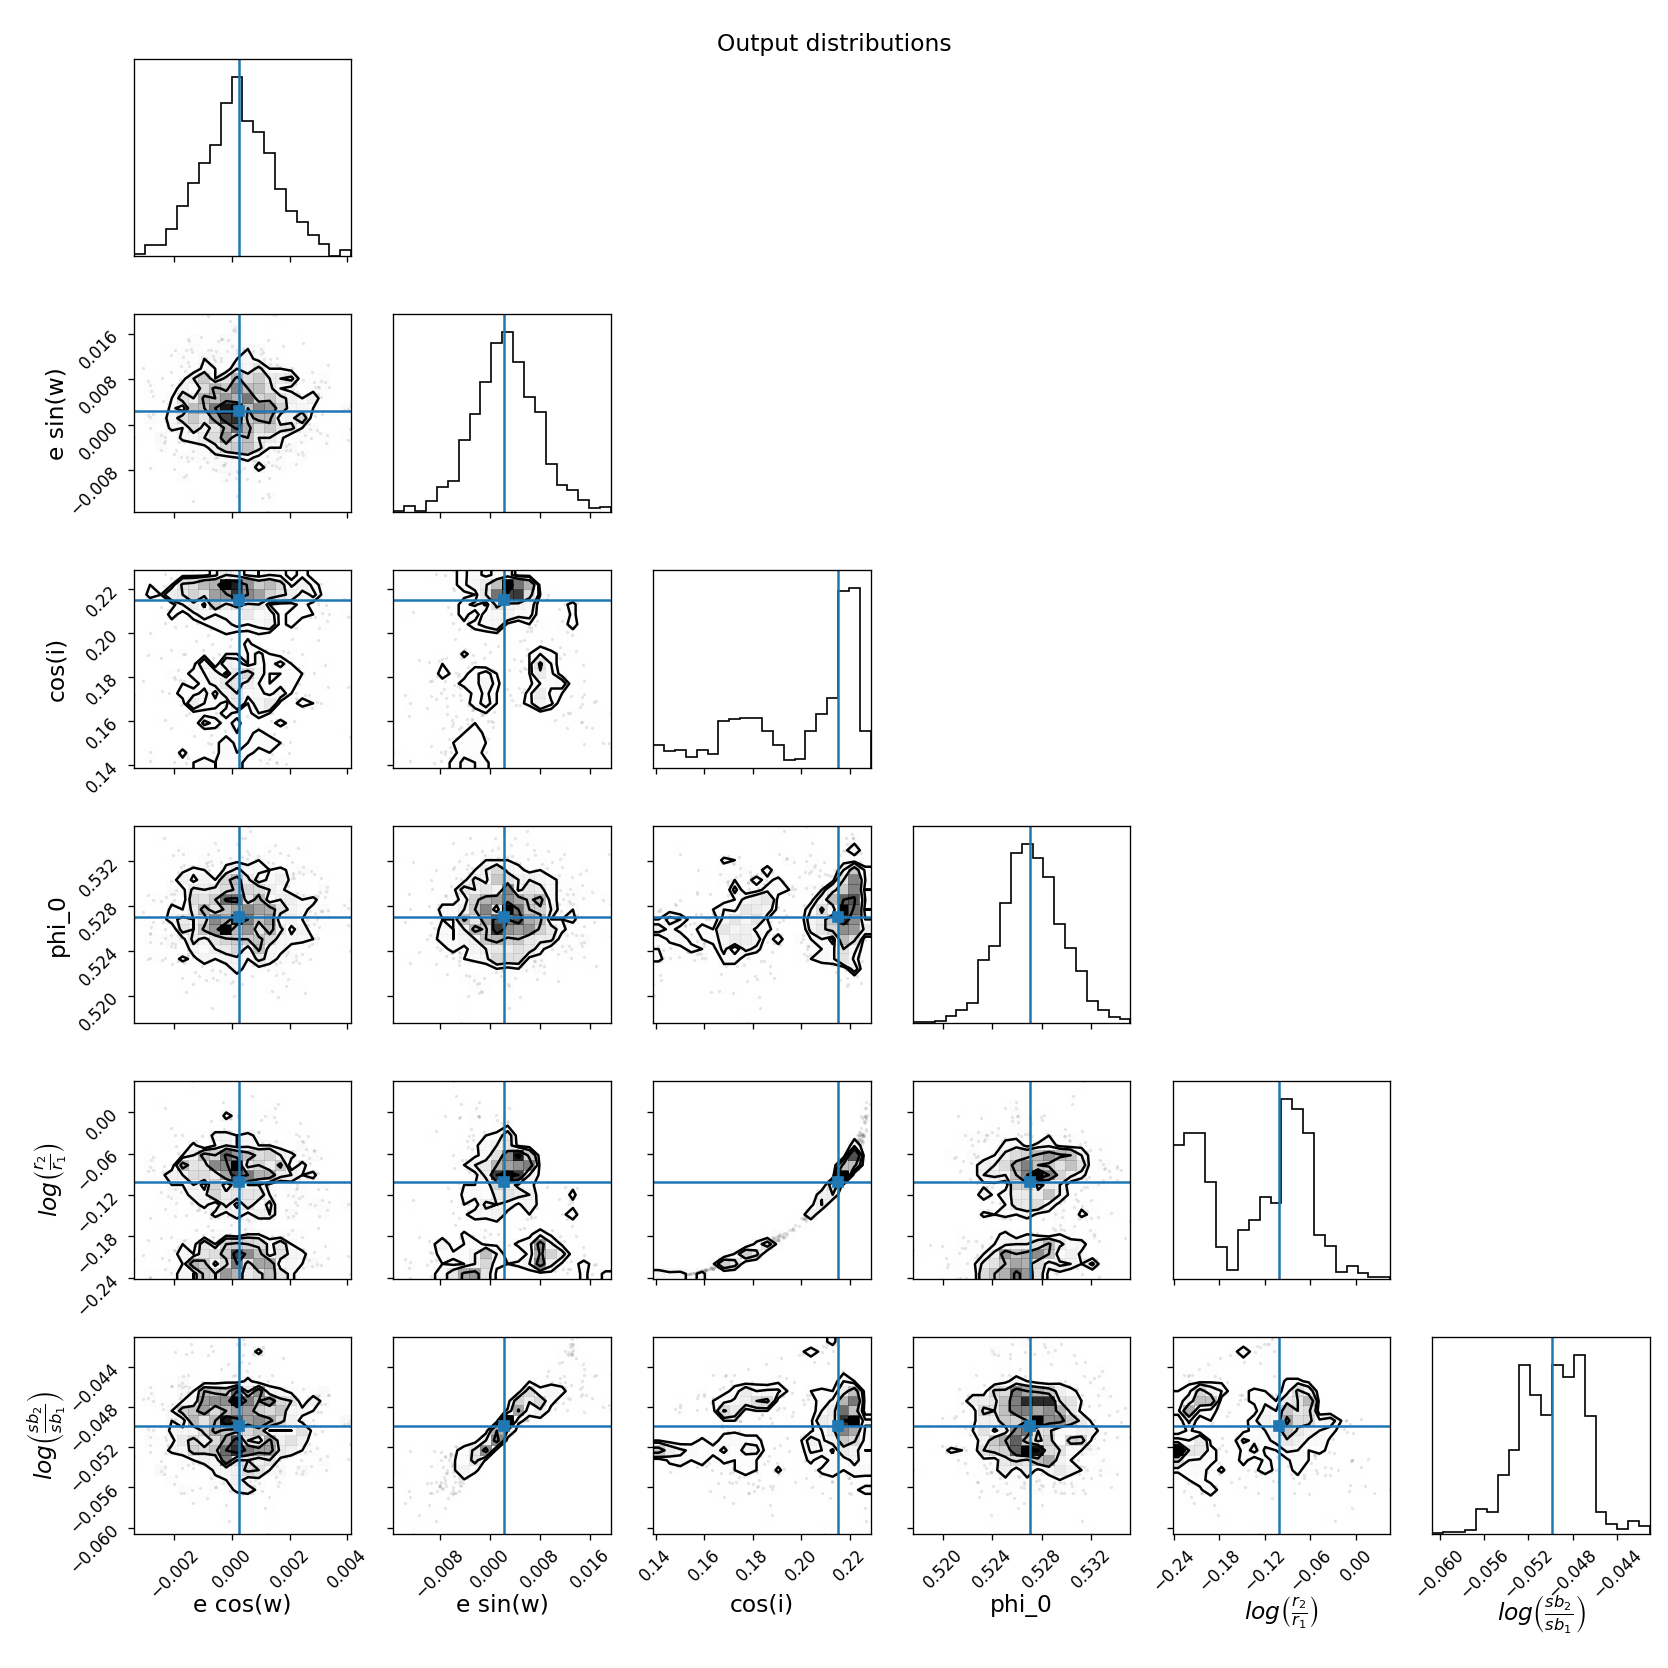 Output distributions
e sin(w)
0.016
0.008
0.000
−0.008
cos(i)
0.22
0.20
0.18
0.16
0.14
phi_0
0.532
0.528
0.524
0.520
log(r2/r1)
0.00
−0.06
−0.12
−0.18
−0.24
log(sb2/sb1)
−0.044
−0.048
−0.052
−0.056
−0.060
−0.002 0.000 0.002 0.004
−0.008 0.000 0.008 0.016
0.14 0.16 0.18 0.20 0.22
0.520 0.524 0.528 0.532
−0.24 −0.18 −0.12 −0.06 0.00
−0.060 −0.056 −0.052 −0.048 −0.044
e cos(w)
e sin(w)
cos(i)
phi_0
log(r2/r1)
log(sb2/sb1)